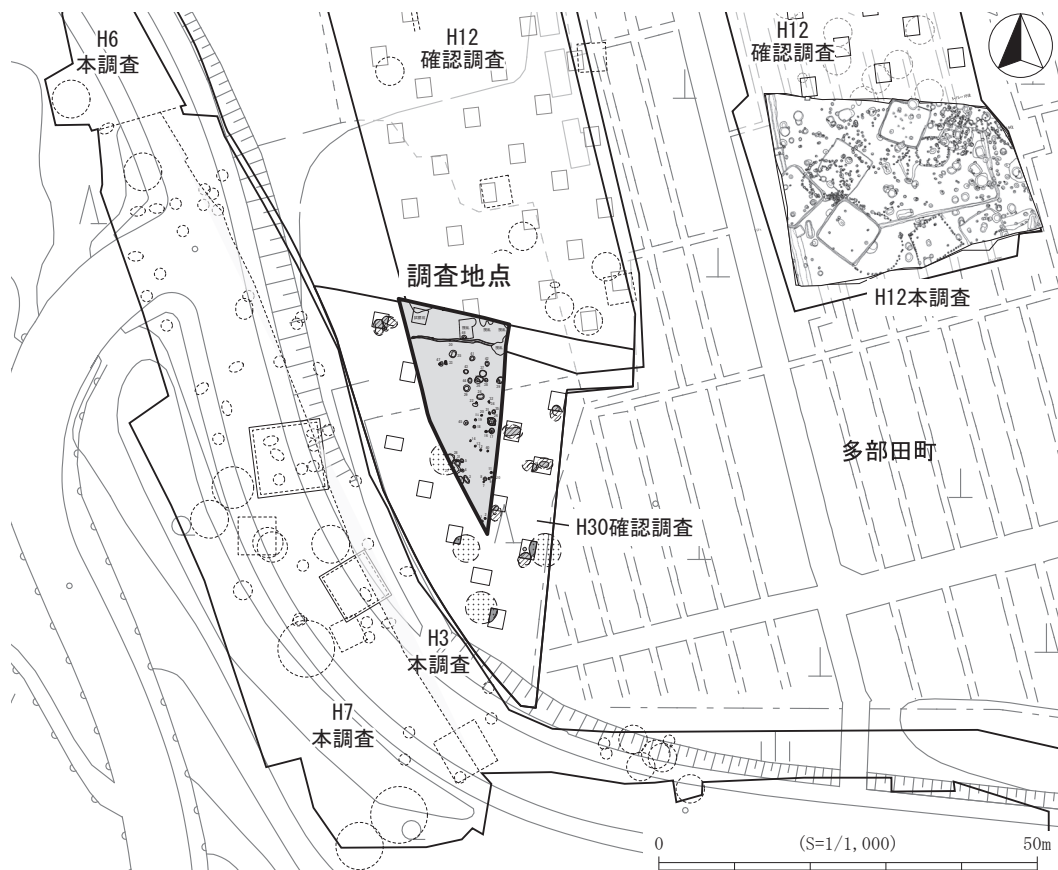 H6
本調査
H12
確認調査
H12
確認調査
調査地点
H12本調査
多部田町
H30確認調査
H3
本調査
H7
本調査
0
(S=1/1,000)
50m